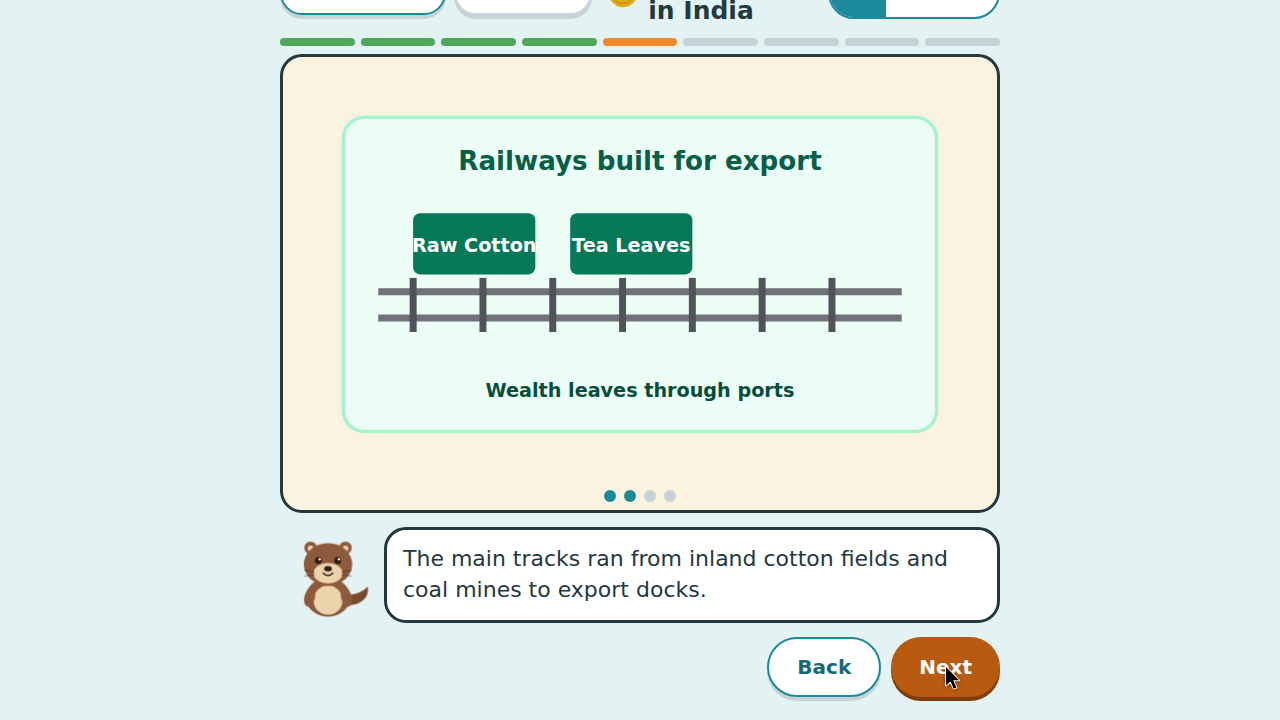 in India
Railways built for export
Raw Cotton
Tea Leaves
Wealth leaves through ports
The main tracks ran from inland cotton fields and
coal mines to export docks.
Back
Next